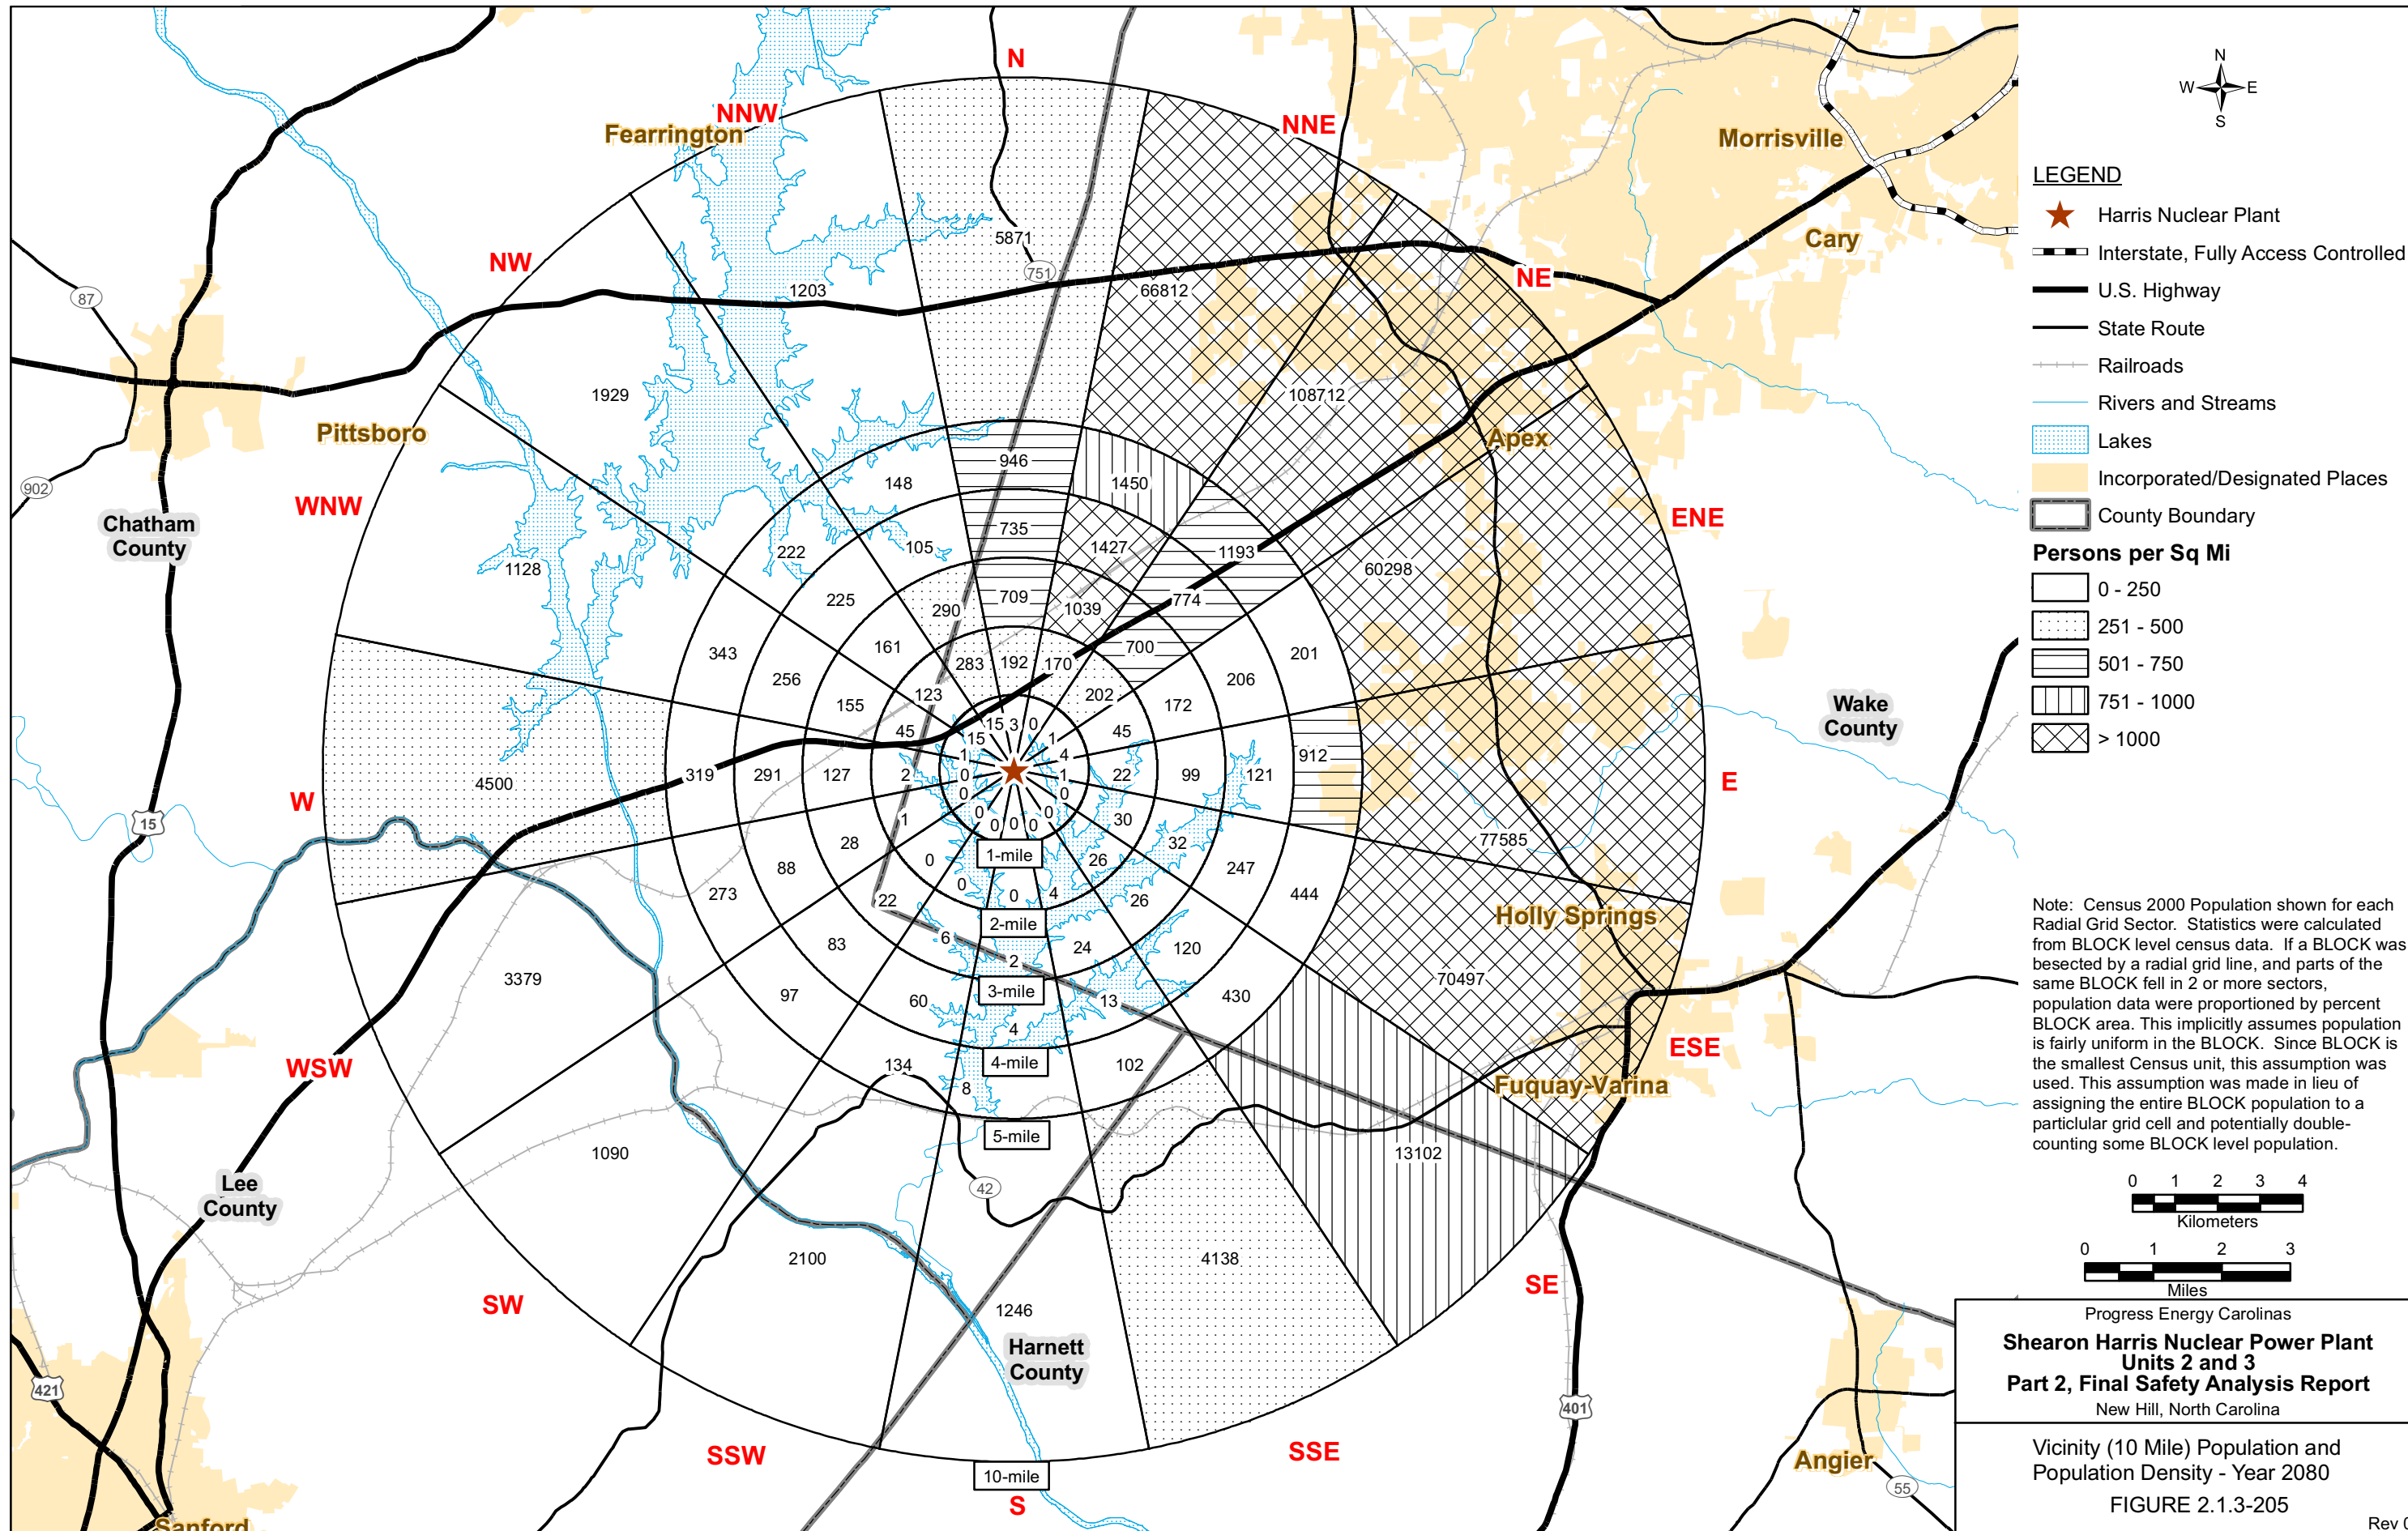 N
NNW
Fearrington
NNE
Morrisville
Cary
NW
NE
5871
751
1203
66812
87
1929
108712
Pittsboro
Apex
946
148
1450
902
WNW
ENE
Chatham
County
735
105
1427
222
1193
1128
60298
225
290
709
1039
774
161
700
343
283
192
170
201
256
123
202
206
155
172
Wake
County
45
15
3
0
45
15
1
912
1
4
W
4500
319
291
127
2
0
1
22
99
121
E
0
0
15
1
0
0
0
0
0
30
77585
28
32
1-mile
0
26
88
247
273
0
0
4
444
22
26
Holly Springs
2-mile
6
24
120
83
2
3379
70497
3-mile
97
60
13
430
4
ESE
WSW
4-mile
134
102
8
Fuquay-Varina
5-mile
1090
13102
Lee
County
42
2100
4138
SE
SW
1246
Harnett
County
421
401
SSW
SSE
Angier
10-mile
55
S
Sanford
N
W E
S
LEGEND
Harris Nuclear Plant
Interstate, Fully Access Controlled
U.S. Highway
State Route
Railroads
Rivers and Streams
Lakes
Incorporated/Designated Places
County Boundary
Persons per Sq Mi
0 - 250
251 - 500
501 - 750
751 - 1000
> 1000
Note: Census 2000 Population shown for each
Radial Grid Sector. Statistics were calculated
from BLOCK level census data. If a BLOCK was
besected by a radial grid line, and parts of the
same BLOCK fell in 2 or more sectors,
population data were proportioned by percent
BLOCK area. This implicitly assumes population
is fairly uniform in the BLOCK. Since BLOCK is
the smallest Census unit, this assumption was
used. This assumption was made in lieu of
assigning the entire BLOCK population to a
particlular grid cell and potentially double-
counting some BLOCK level population.
0 1 2 3 4
Kilometers
0 1 2 3
Miles
Progress Energy Carolinas
Shearon Harris Nuclear Power Plant
Units 2 and 3
Part 2, Final Safety Analysis Report
New Hill, North Carolina
Vicinity (10 Mile) Population and
Population Density - Year 2080
FIGURE 2.1.3-205